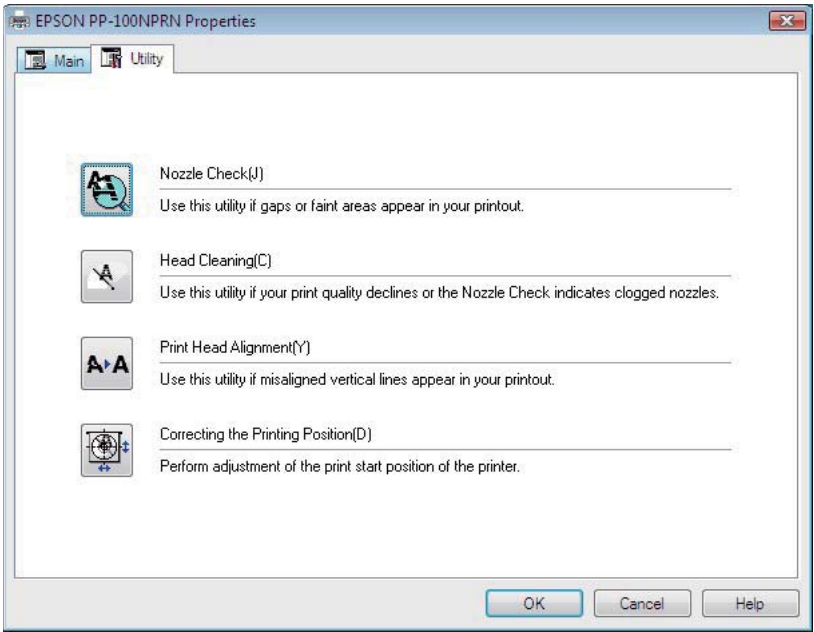 EPSON PP-100NPRN Properties
Main
Utility
Nozzle Check(J)
Use this utility if gaps or faint areas appear in your printout.
Head Cleaning(C)
Use this utility if your print quality declines or the Nozzle Check indicates clogged nozzles.
Print Head Alignment(Y)
Use this utility if misaligned vertical lines appear in your printout.
Correcting the Printing Position(D)
Perform adjustment of the print start position of the printer.
OK
Cancel
Help